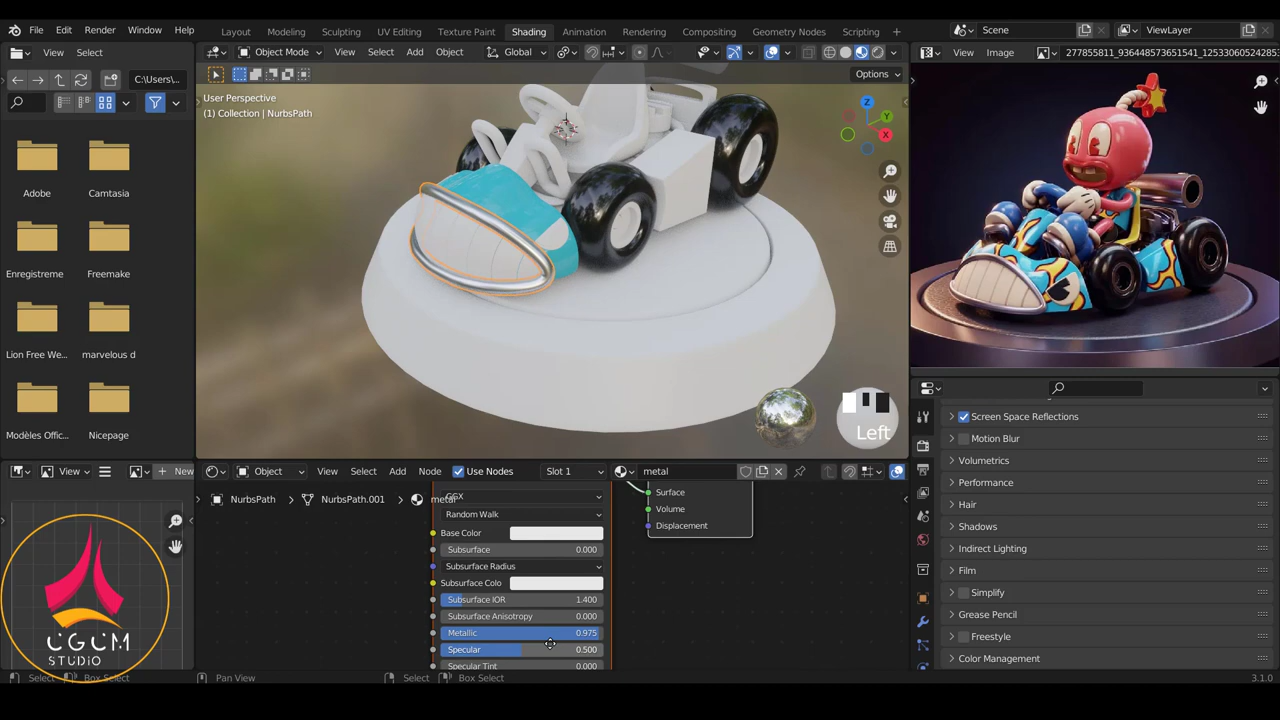 File Edit Render Window Help Layout Modeling Sculpting UV Editing Texture Paint Shading Animation Rendering Compositing Geometry Nodes Scripting Scene ViewLayer
View Select Object Mode View Select Add Object Global View Image 277855811_936448573651541_125330605242852
C:\Users\... Options
User Perspective
(1) Collection | NurbsPath
Z
Y
X
Adobe Camtasia
Enregistreme Freemake
Lion Free We... marvelous d
Modèles Offic... Nicepage
Left
View New Object View Select Add Node Use Nodes Slot 1 metal
NurbsPath NurbsPath.001 metal
GGX
Random Walk
Base Color
Subsurface 0.000
Subsurface Radius
Subsurface Colo
Subsurface IOR 1.400
Subsurface Anisotropy 0.000
Metallic 0.975
Specular 0.500
Specular Tint 0.000
Surface
Volume
Displacement
Screen Space Reflections
Motion Blur
Volumetrics
Performance
Hair
Shadows
Indirect Lighting
Film
Simplify
Grease Pencil
Freestyle
Color Management
CGCM
STUDIO
Select Box Select Pan View Select Box Select 3.1.0